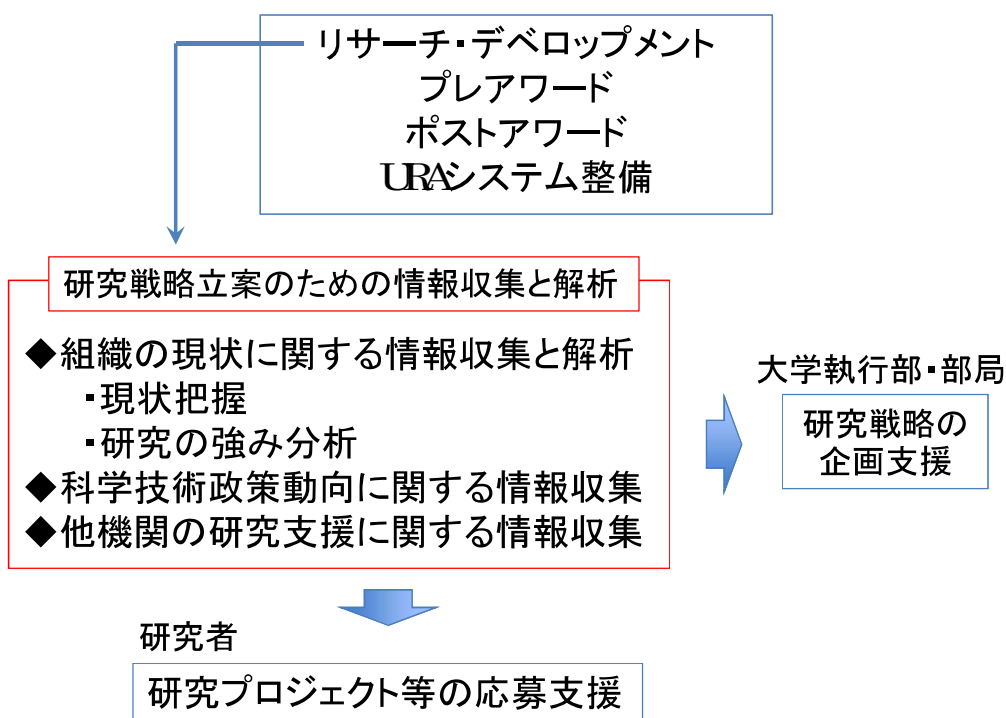 リサーチ・デベロップメント
プレアワード
ポストアワード
URAシステム整備
研究戦略立案のための情報収集と解析
◆組織の現状に関する情報収集と解析
・現状把握
・研究の強み分析
◆科学技術政策動向に関する情報収集
◆他機関の研究支援に関する情報収集
大学執行部・部局
研究戦略の
企画支援
研究者
研究プロジェクト等の応募支援